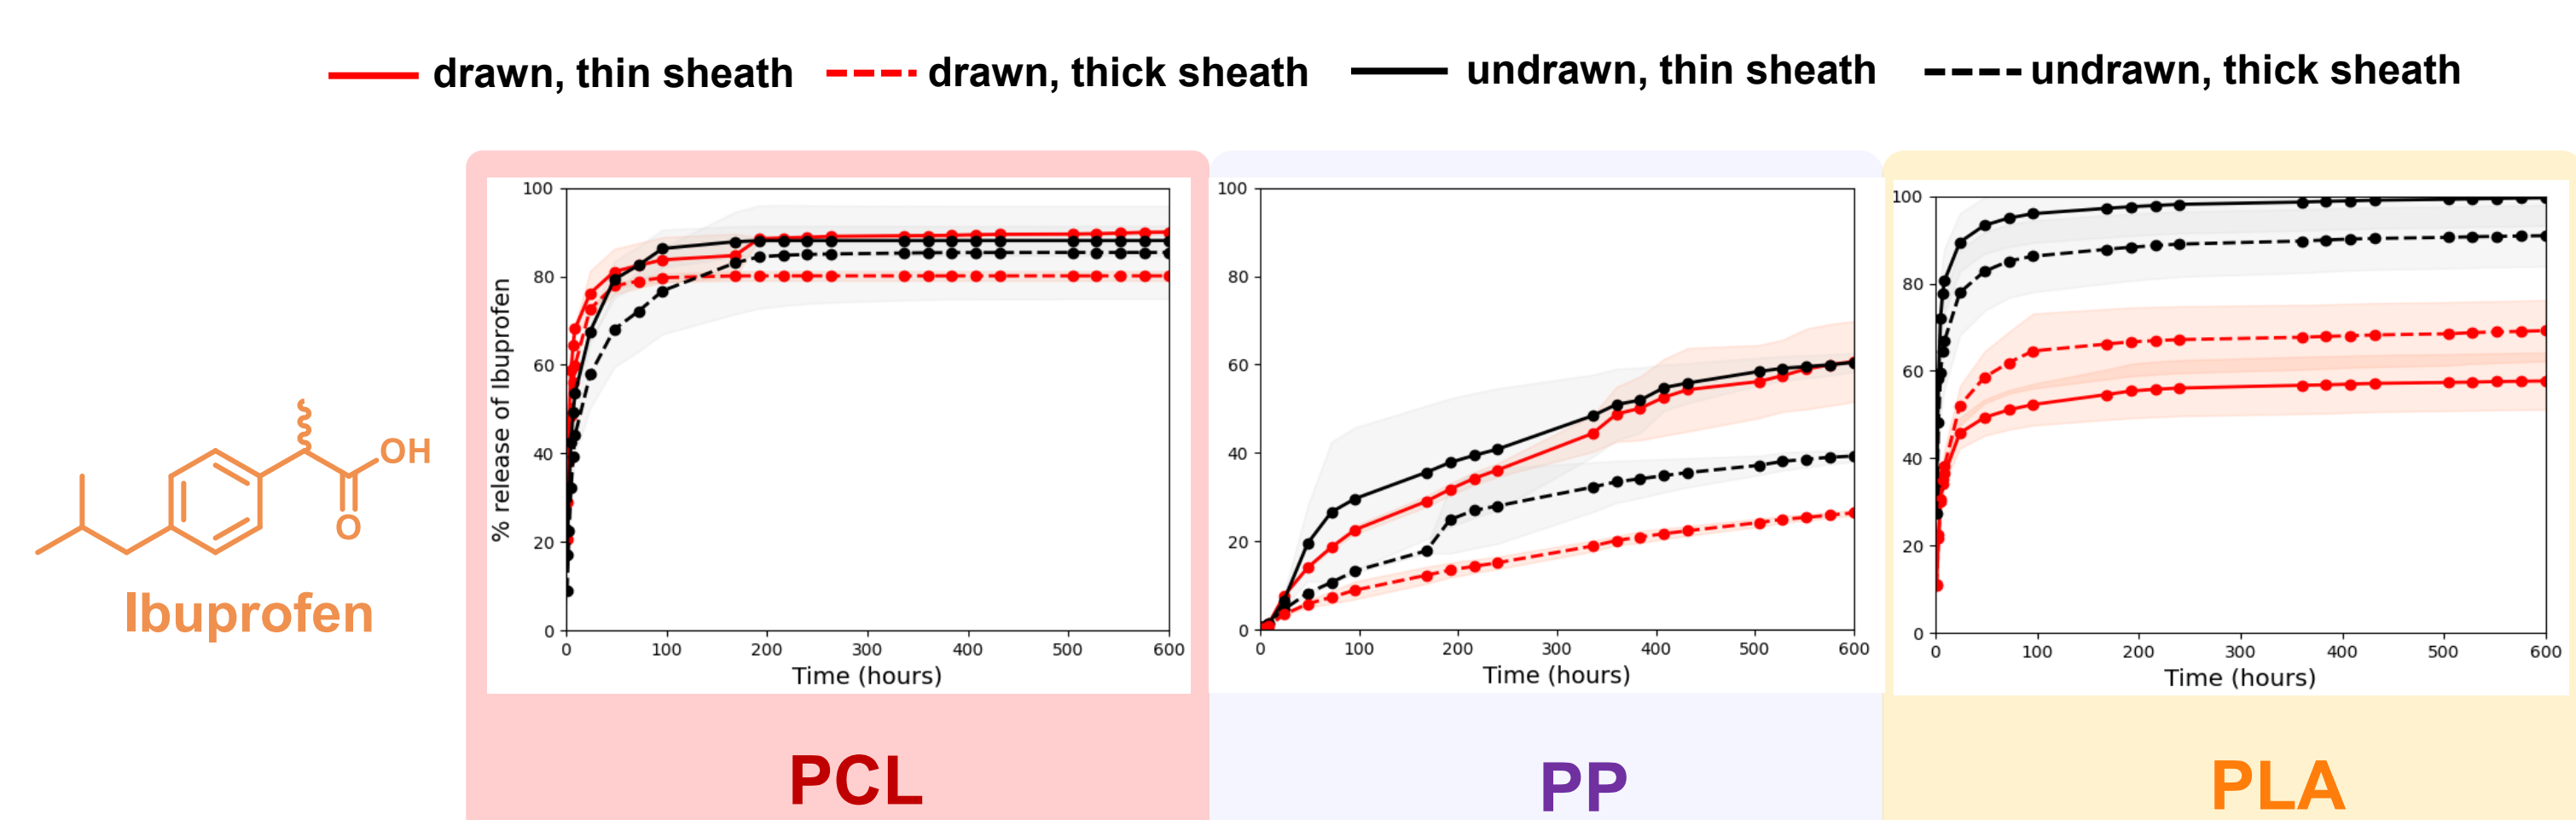 drawn, thin sheath
drawn, thick sheath
undrawn, thin sheath
undrawn, thick sheath
OH
O
Ibuprofen
% release of Ibuprofen
100
80
60
40
20
0
0 100 200 300 400 500 600
Time (hours)
PCL
100
80
60
40
20
0
0 100 200 300 400 500 600
Time (hours)
PP
100
80
60
40
20
0
0 100 200 300 400 500 600
Time (hours)
PLA